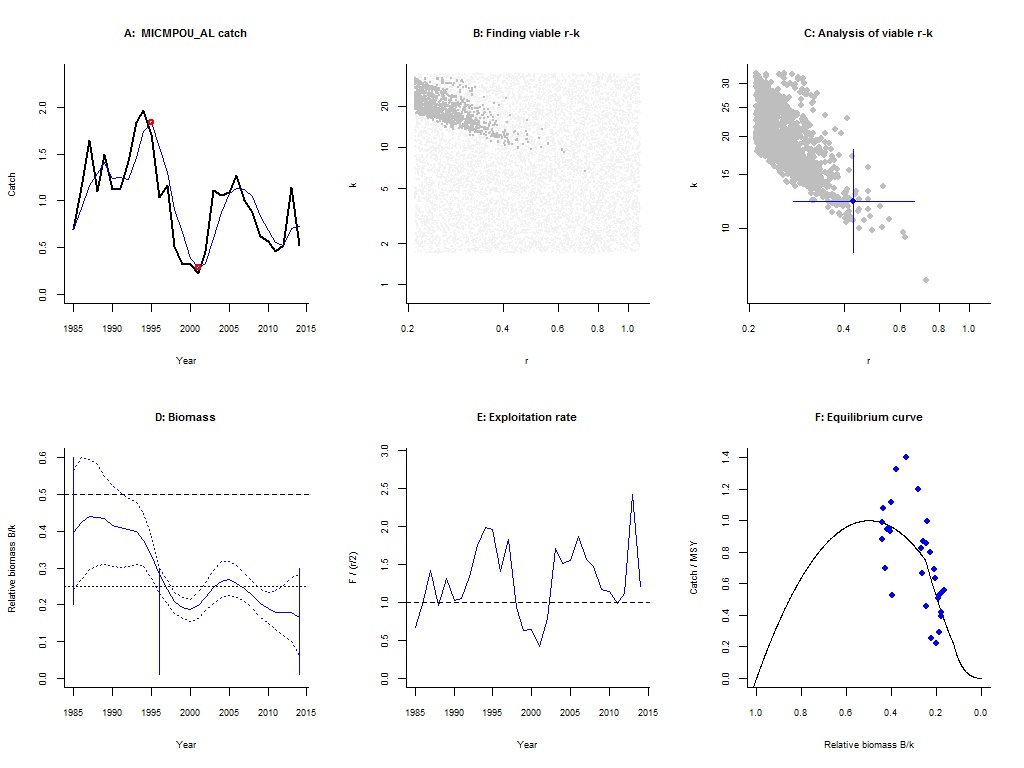 A: MICMPOU_AL catch
Catch
0.0 0.5 1.0 1.5 2.0
1985 1990 1995 2000 2005 2010 2015
Year
B: Finding viable r-k
k
1 2 5 10 20
0.2 0.4 0.6 0.8 1.0
r
C: Analysis of viable r-k
k
10 15 20 25 30
0.2 0.4 0.6 0.8 1.0
r
D: Biomass
Relative biomass B/k
0.0 0.1 0.2 0.3 0.4 0.5 0.6
1985 1990 1995 2000 2005 2010 2015
Year
E: Exploitation rate
F / (r/2)
0.0 0.5 1.0 1.5 2.0 2.5 3.0
1985 1990 1995 2000 2005 2010 2015
Year
F: Equilibrium curve
Catch / MSY
0.0 0.2 0.4 0.6 0.8 1.0 1.2 1.4
1.0 0.8 0.6 0.4 0.2 0.0
Relative biomass B/k